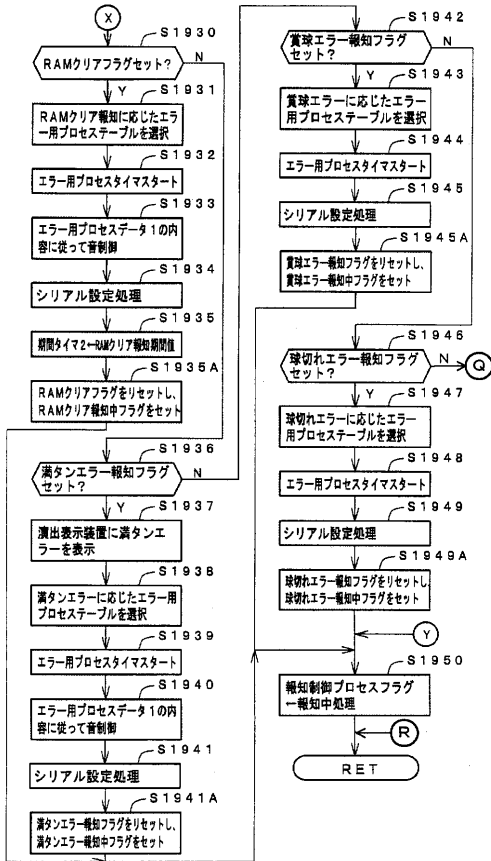 X
S1930
RAMクリアフラグセット?
N
Y
S1931
RAMクリア報知に応じたエラ
ー用プロセステーブルを選択
S1932
エラー用プロセスタイマスタート
S1933
エラー用プロセスデータ1の内
容に従って音制御
S1934
シリアル設定処理
S1935
期間タイマ2←RAMクリア報知期間値
S1935A
RAMクリアフラグをリセットし、
RAMクリア報知中フラグをセット
S1936
満タンエラー報知フラグ
セット?
N
Y
S1937
演出表示装置に満タンエ
ラーを表示
S1938
満タンエラーに応じたエラー用
プロセステーブルを選択
S1939
エラー用プロセスタイマスタート
S1940
エラー用プロセスデータ1の内
容に従って音制御
S1941
シリアル設定処理
S1941A
満タンエラー報知フラグをリセットし、
満タンエラー報知中フラグをセット
S1942
賞球エラー報知フラグ
セット?
N
Y
S1943
賞球エラーに応じたエラー
用プロセステーブルを選択
S1944
エラー用プロセスタイマスタート
S1945
シリアル設定処理
S1945A
賞球エラー報知フラグをリセットし、
賞球エラー報知中フラグをセット
S1946
球切れエラー報知フラグ
セット?
N
Q
Y
S1947
球切れエラーに応じたエラー
用プロセステーブルを選択
S1948
エラー用プロセスタイマスタート
S1949
シリアル設定処理
S1949A
球切れエラー報知フラグをリセットし、
球切れエラー報知中フラグをセット
Y
S1950
報知制御プロセスフラグ
←報知中処理
R
RET